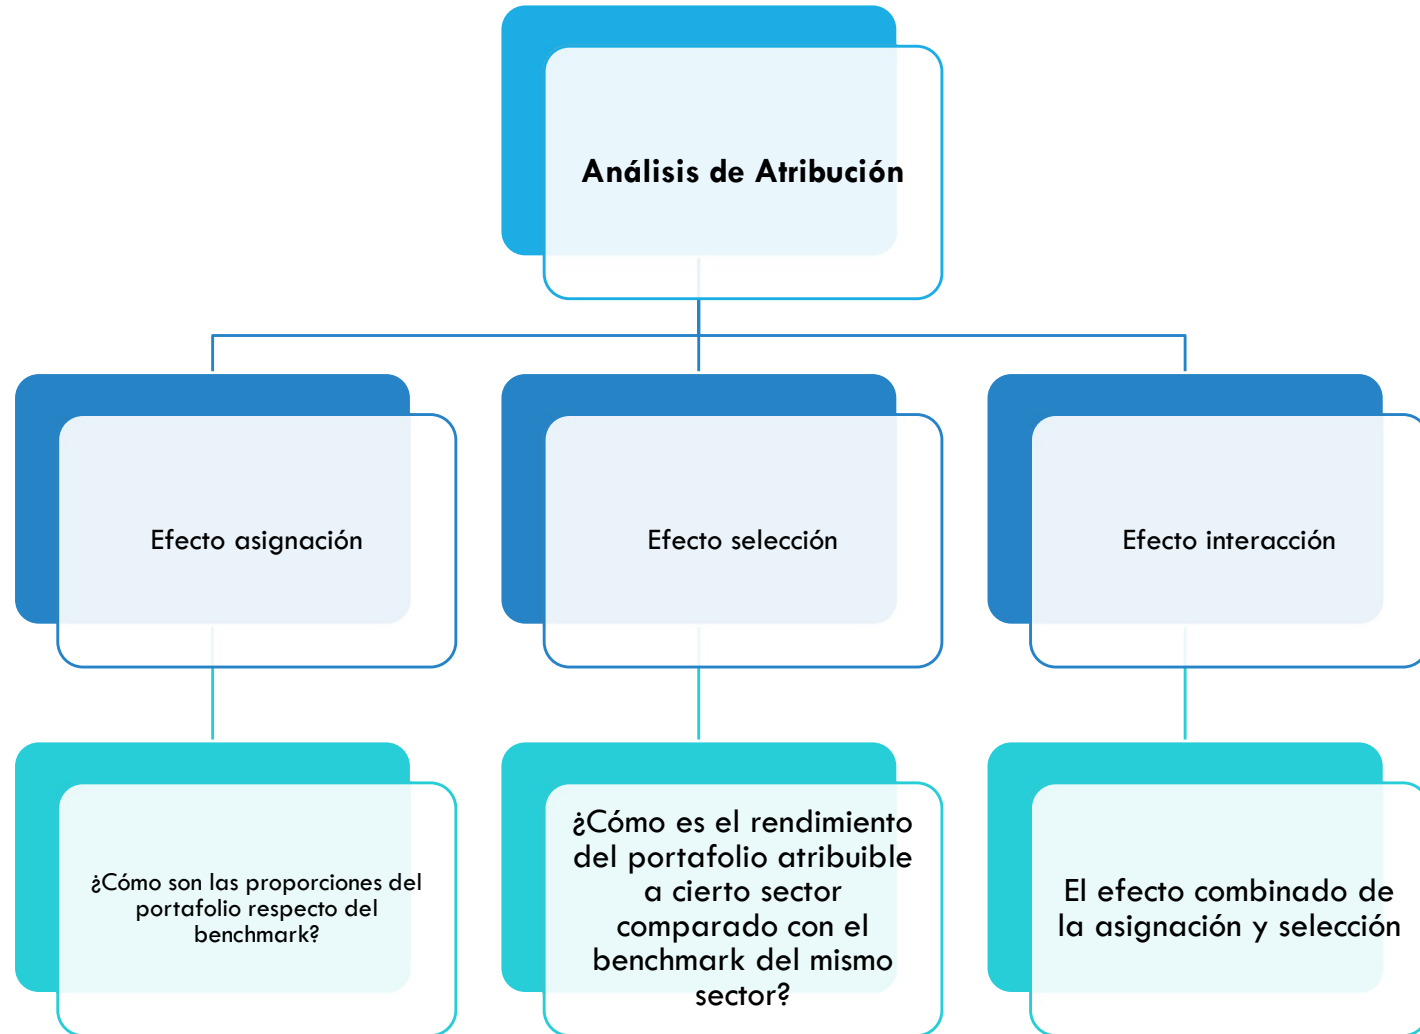 Análisis de Atribución
Efecto asignación
Efecto selección
Efecto interacción
¿Cómo son las proporciones del
portafolio respecto del
benchmark?
¿Cómo es el rendimiento
del portafolio atribuible
a cierto sector
comparado con el
benchmark del mismo
sector?
El efecto combinado de
la asignación y selección